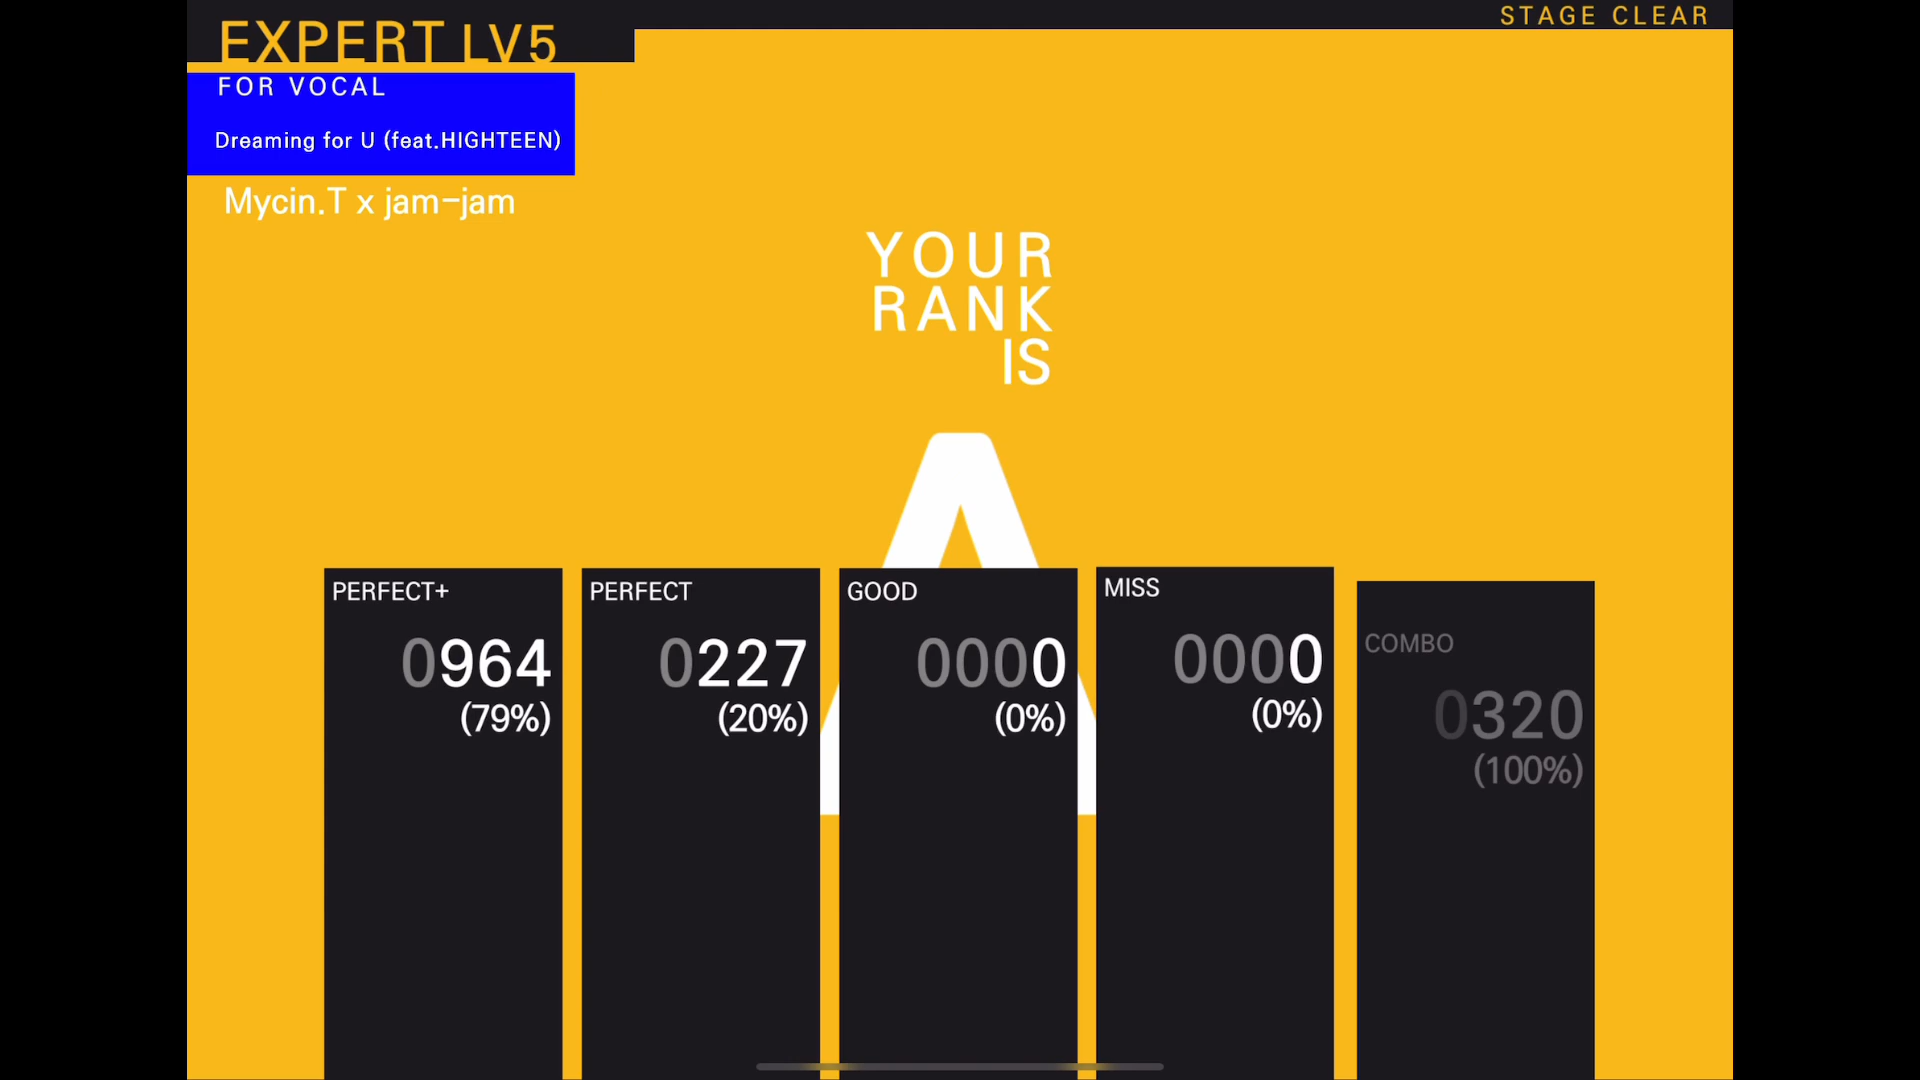 STAGE CLEAR
EXPERT LV5
FOR VOCAL
Dreaming for U (feat.HIGHTEEN)
Mycin.T x jam-jam
YOUR
RANK
IS
A
PERFECT+
0964
(79%)
PERFECT
0227
(20%)
GOOD
0000
(0%)
MISS
0000
(0%)
COMBO
0320
(100%)